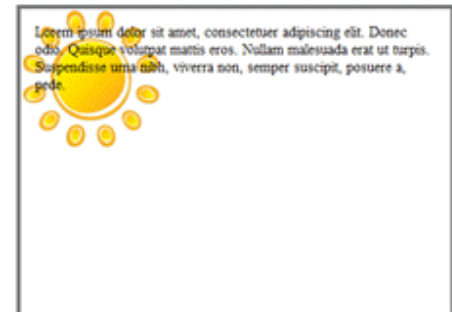 Lorem ipsum dolor sit amet, consectetuer adipiscing elit. Donec
odio. Quisque volutpat mattis eros. Nullam malesuada erat ut turpis.
Suspendisse urna nibh, viverra non, semper suscipit, posuere a,
pede.